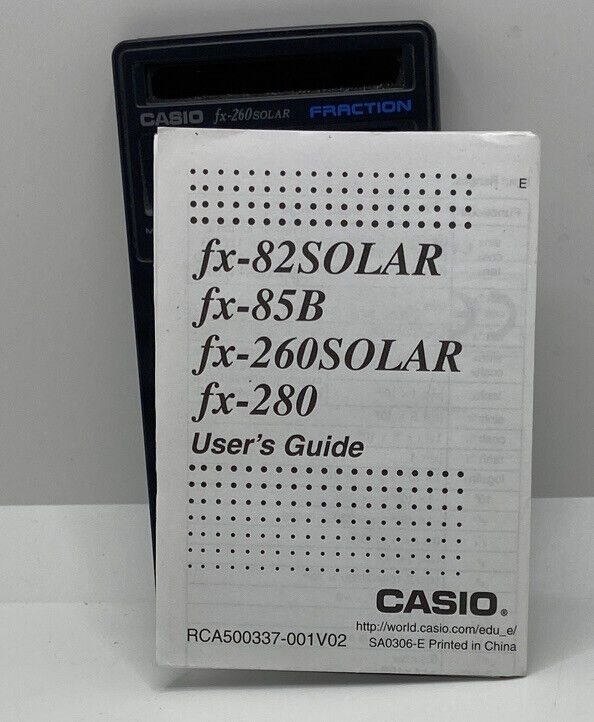 CASIO fx-260SOLAR FRACTION
M
E
fx-82SOLAR
fx-85B
fx-260SOLAR
fx-280
User's Guide
CASIO®
http://world.casio.com/edu_e/
RCA500337-001V02 SA0306-E Printed in China